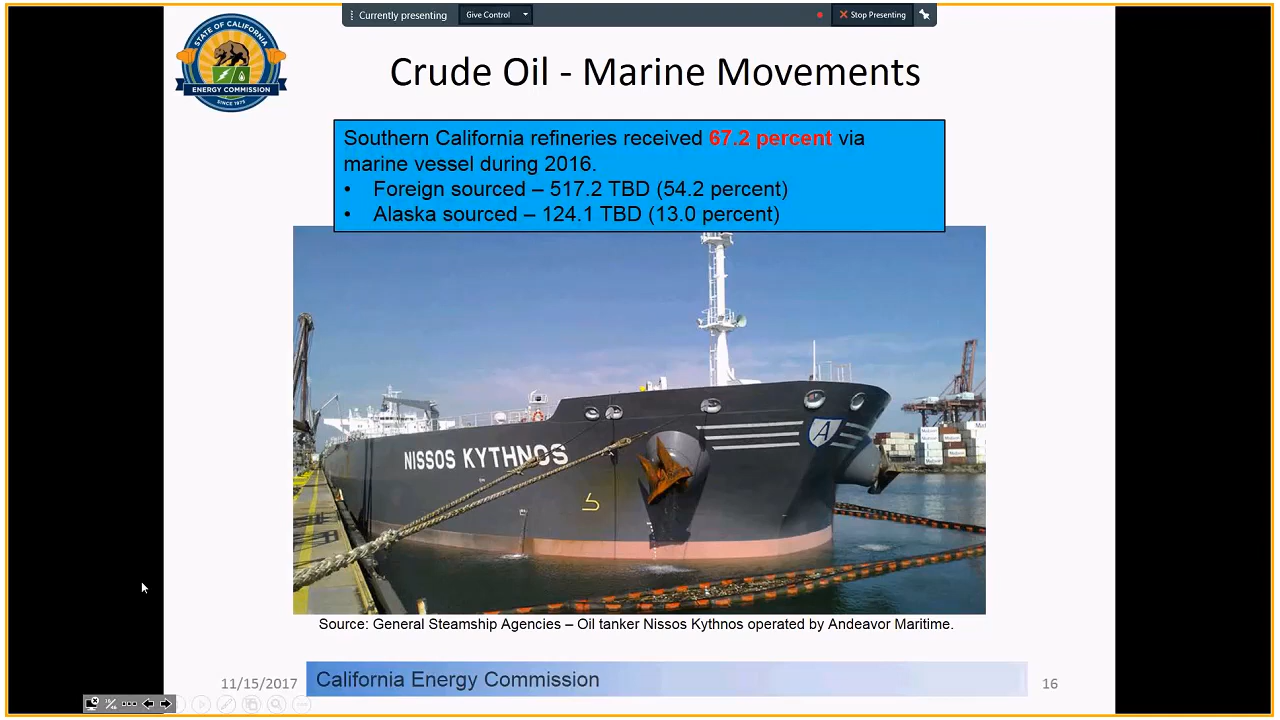 Currently presenting
Give Control
Stop Presenting
STATE OF CALIFORNIA
ENERGY COMMISSION
SINCE 1975
Crude Oil - Marine Movements
Southern California refineries received 67.2 percent via
marine vessel during 2016.
• Foreign sourced – 517.2 TBD (54.2 percent)
• Alaska sourced – 124.1 TBD (13.0 percent)
NISSOS KYTHNOS
A
Source: General Steamship Agencies – Oil tanker Nissos Kythnos operated by Andeavor Maritime.
11/15/2017
California Energy Commission
16